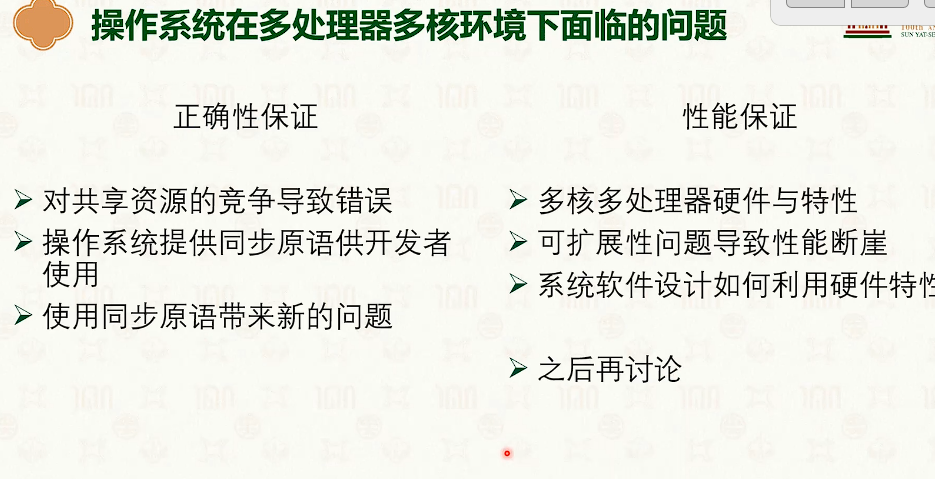 操作系统在多处理器多核环境下面临的问题
SUN YAT-SE
正确性保证
对共享资源的竞争导致错误
操作系统提供同步原语供开发者
使用
使用同步原语带来新的问题
性能保证
多核多处理器硬件与特性
可扩展性问题导致性能断崖
系统软件设计如何利用硬件特性
之后再讨论